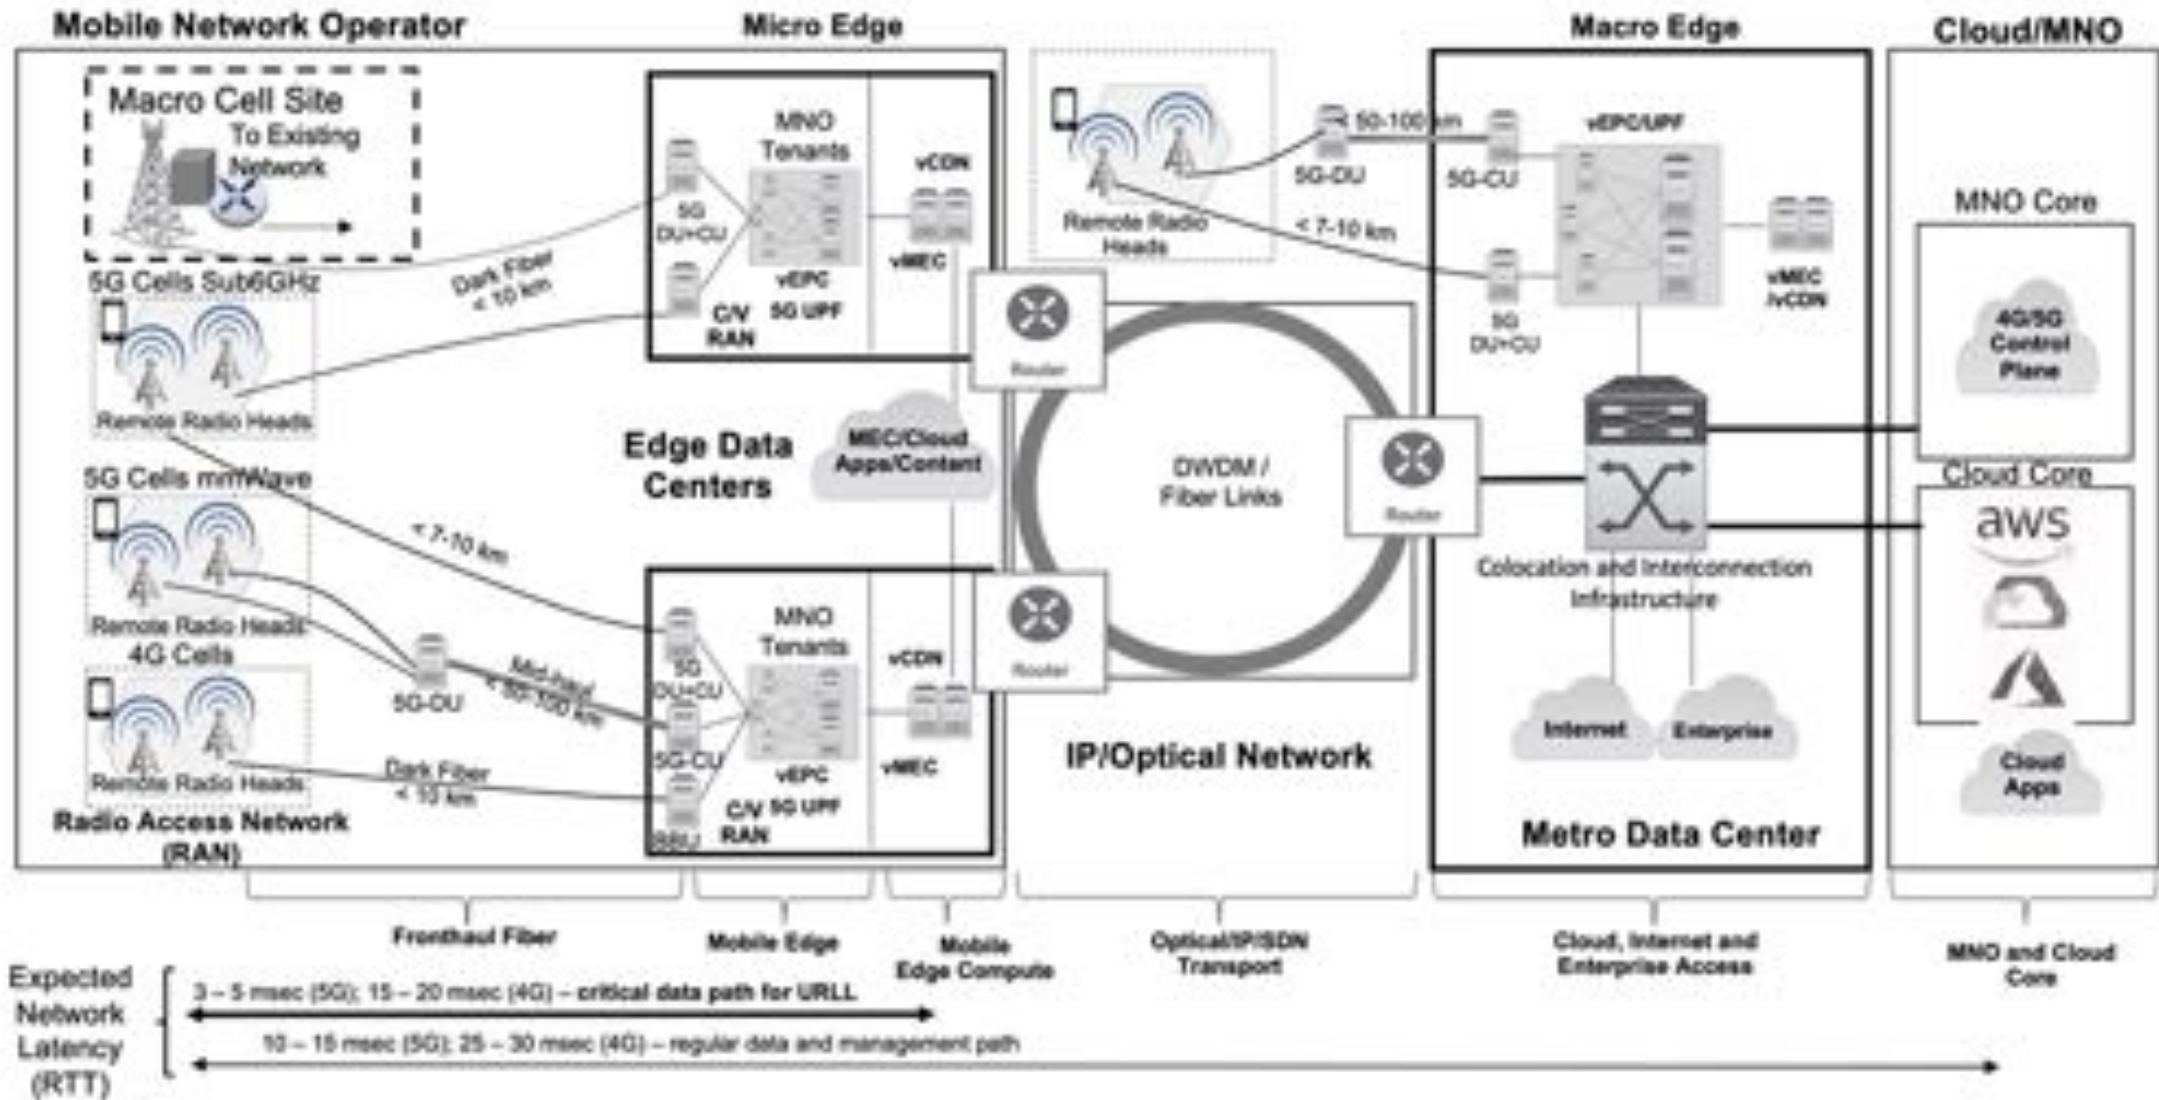 Mobile Network Operator
Micro Edge
Macro Edge
Cloud/MNO
Macro Cell Site
To Existing
Network
5G Cells Sub6GHz
Remote Radio Heads
5G Cells mmWave
Remote Radio Heads
4G Cells
Remote Radio Heads
Radio Access Network
(RAN)
Dark Fiber
< 10 km
< 7-10 km
5G-DU
Mid-haul
< 50-100 km
Dark Fiber
< 10 km
MNO
Tenants
5G
DU+CU
vEPC
5G UPF
C/V
RAN
vCDN
vMEC
Edge Data
Centers
MEC/Cloud
Apps/Content
MNO
Tenants
5G
DU+CU
5G-CU
BBU
vEPC
5G UPF
C/V
RAN
vCDN
vMEC
Remote Radio
Heads
5G-DU
< 50-100 km
5G-CU
< 7-10 km
5G
DU+CU
Router
Router
Router
DWDM /
Fiber Links
IP/Optical Network
vEPC/UPF
vMEC
/vCDN
Colocation and Interconnection
Infrastructure
Internet
Enterprise
Metro Data Center
MNO Core
4G/5G
Control
Plane
Cloud Core
aws
Cloud
Apps
Fronthaul Fiber
Mobile Edge
Mobile
Edge Compute
Optical/IP/SDN
Transport
Cloud, Internet and
Enterprise Access
MNO and Cloud
Core
Expected
Network
Latency
(RTT)
3 – 5 msec (5G); 15 – 20 msec (4G) – critical data path for URLL
10 – 15 msec (5G); 25 – 30 msec (4G) – regular data and management path